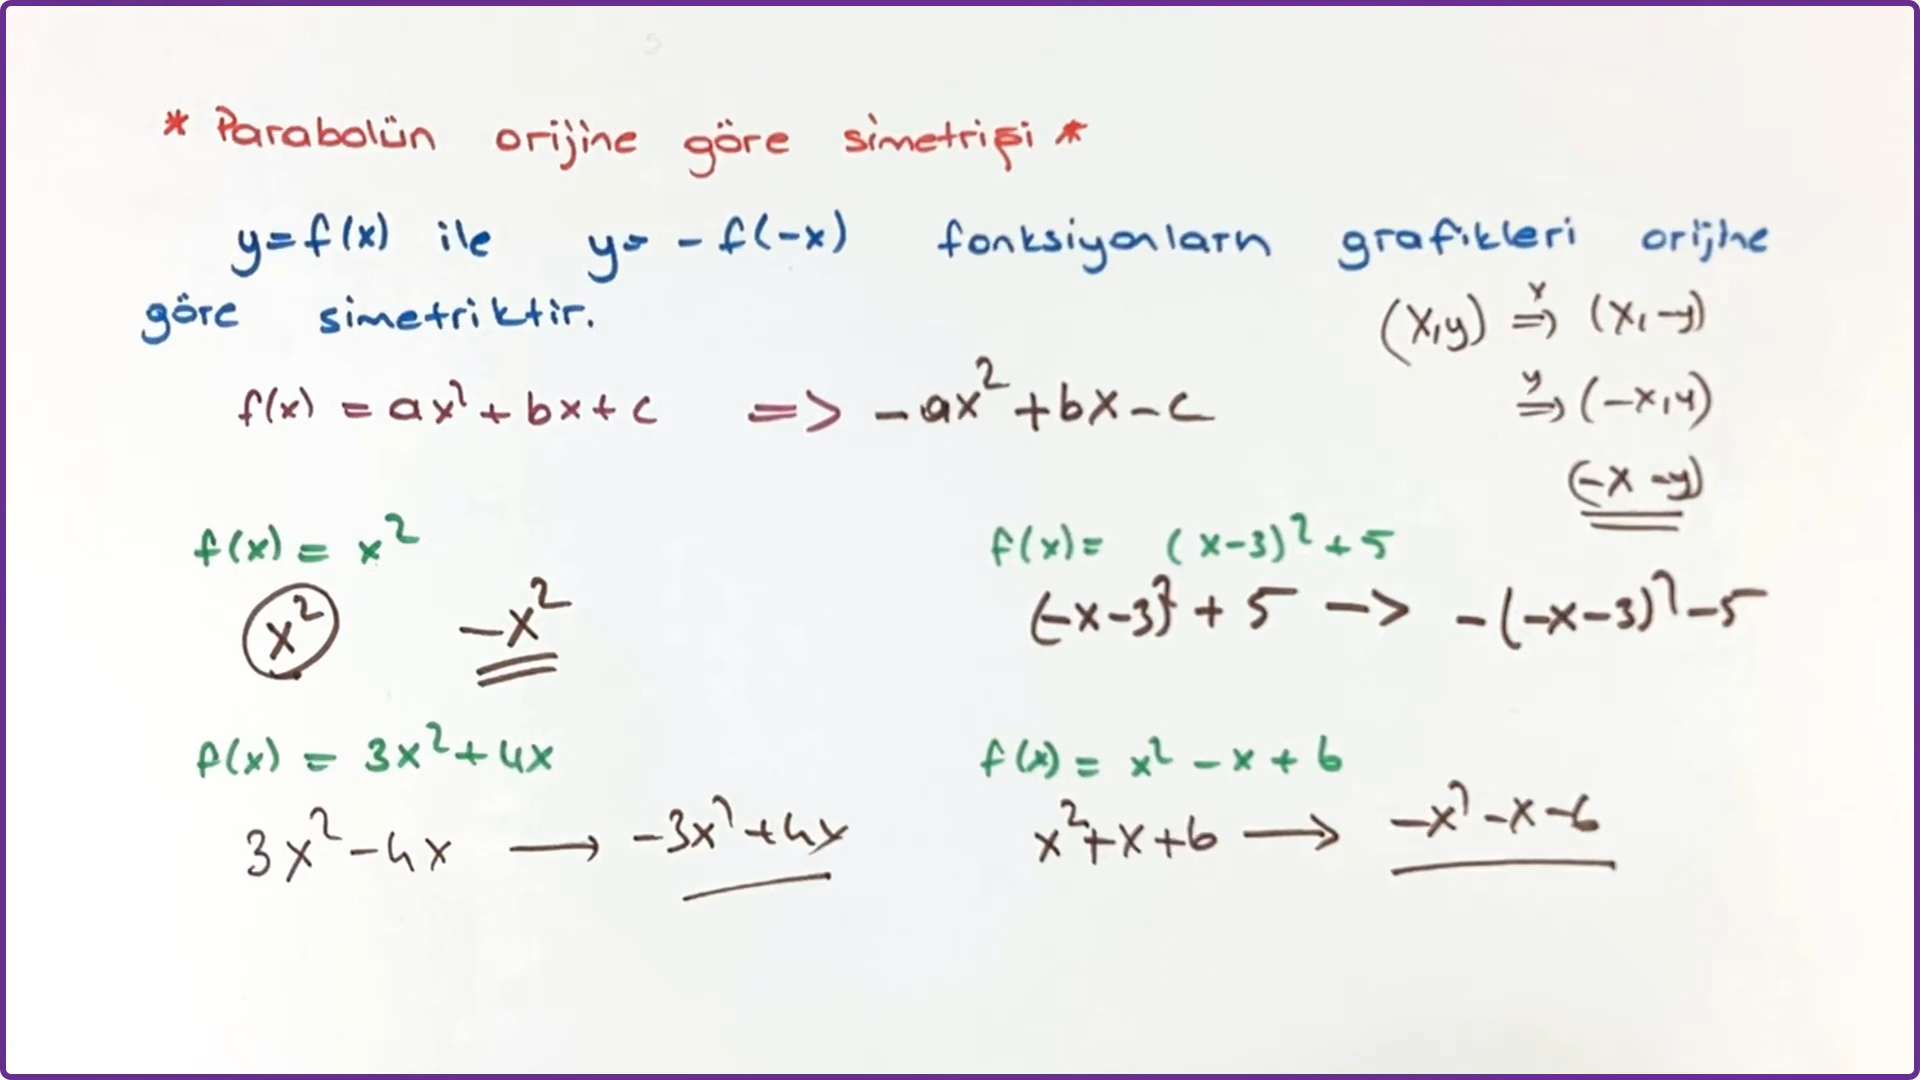 * Parabolün orijine göre simetrisi *
y=f(x) ile y= -f(-x) fonksiyonların grafikleri orijine
göre simetriktir.
(x,y) ⇒ˣ (x,-y)
⇒ʸ (-x,y)
(-x -y)
f(x) = ax²+bx+c => -ax²+bx-c
f(x) = x²
x² -x²
f(x) = (x-3)²+5
(-x-3)²+5 -> -(-x-3)²-5
f(x) = 3x²+4x
3x²-4x → -3x²+4x
f(x) = x²-x+6
x²+x+6 → -x²-x-6